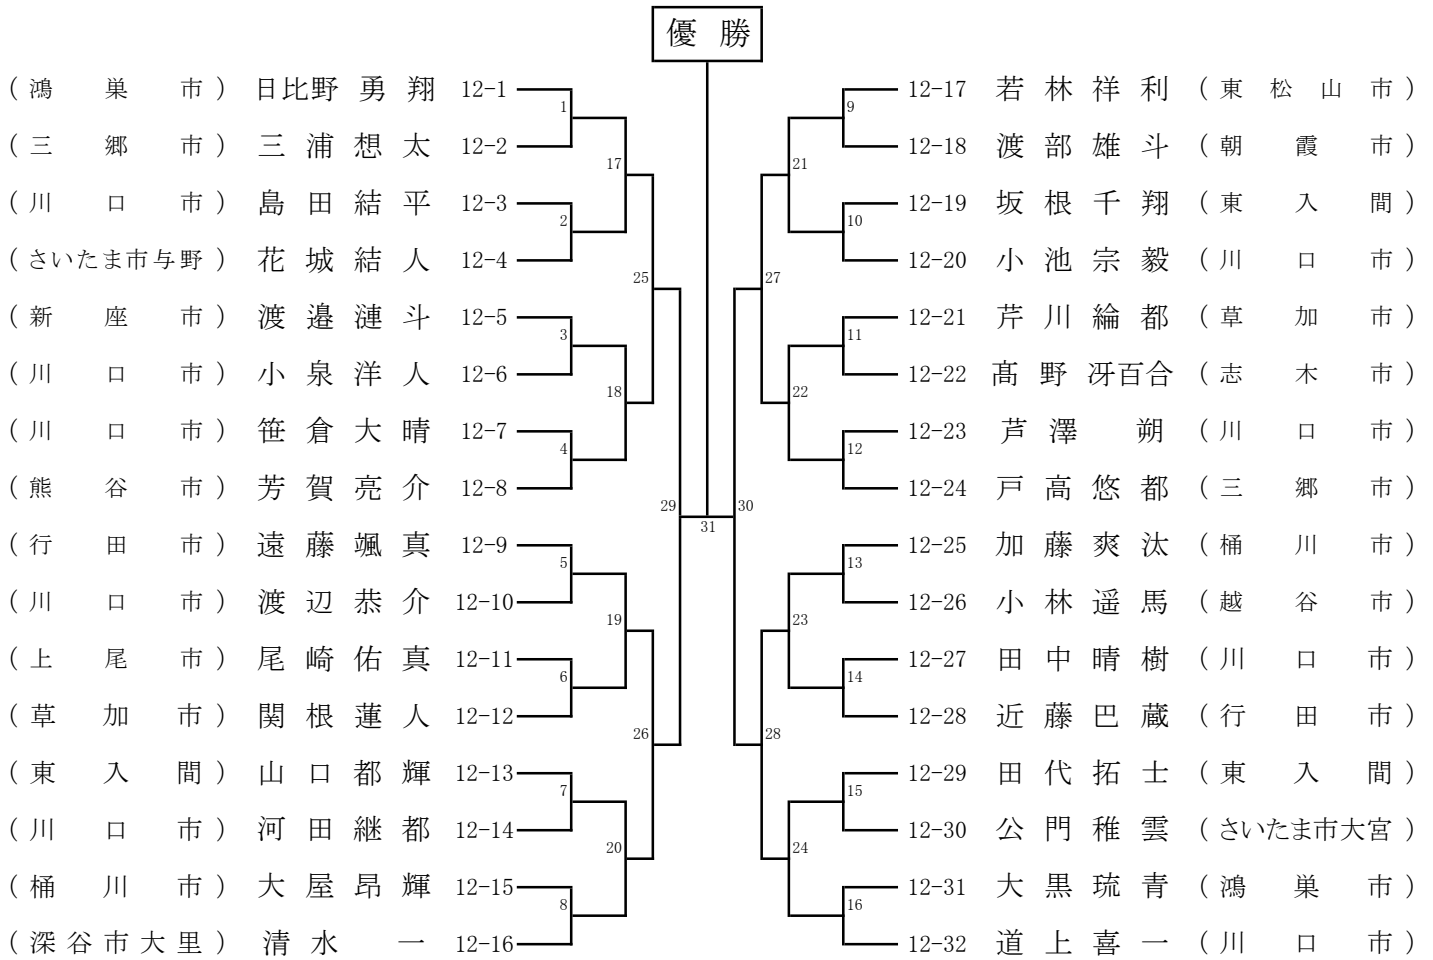 優勝
(鴻巣市) 日比野勇翔 12-1
(三郷市) 三浦想太 12-2
(川口市) 島田結平 12-3
(さいたま市与野) 花城結人 12-4
(新座市) 渡邉漣斗 12-5
(川口市) 小泉洋人 12-6
(川口市) 笹倉大晴 12-7
(熊谷市) 芳賀亮介 12-8
(行田市) 遠藤颯真 12-9
(川口市) 渡辺恭介 12-10
(上尾市) 尾崎佑真 12-11
(草加市) 関根蓮人 12-12
(東入間) 山口都輝 12-13
(川口市) 河田継都 12-14
(桶川市) 大屋昂輝 12-15
(深谷市大里) 清水一 12-16
1
2
3
4
5
6
7
8
17
18
19
20
25
26
29
31
30
27
28
21
22
23
24
9
10
11
12
13
14
15
16
12-17 若林祥利 (東松山市)
12-18 渡部雄斗 (朝霞市)
12-19 坂根千翔 (東入間)
12-20 小池宗毅 (川口市)
12-21 芹川綸都 (草加市)
12-22 髙野冴百合 (志木市)
12-23 芦澤朔 (川口市)
12-24 戸高悠都 (三郷市)
12-25 加藤爽汰 (桶川市)
12-26 小林遥馬 (越谷市)
12-27 田中晴樹 (川口市)
12-28 近藤巴蔵 (行田市)
12-29 田代拓士 (東入間)
12-30 公門稚雲 (さいたま市大宮)
12-31 大黒琉青 (鴻巣市)
12-32 道上喜一 (川口市)